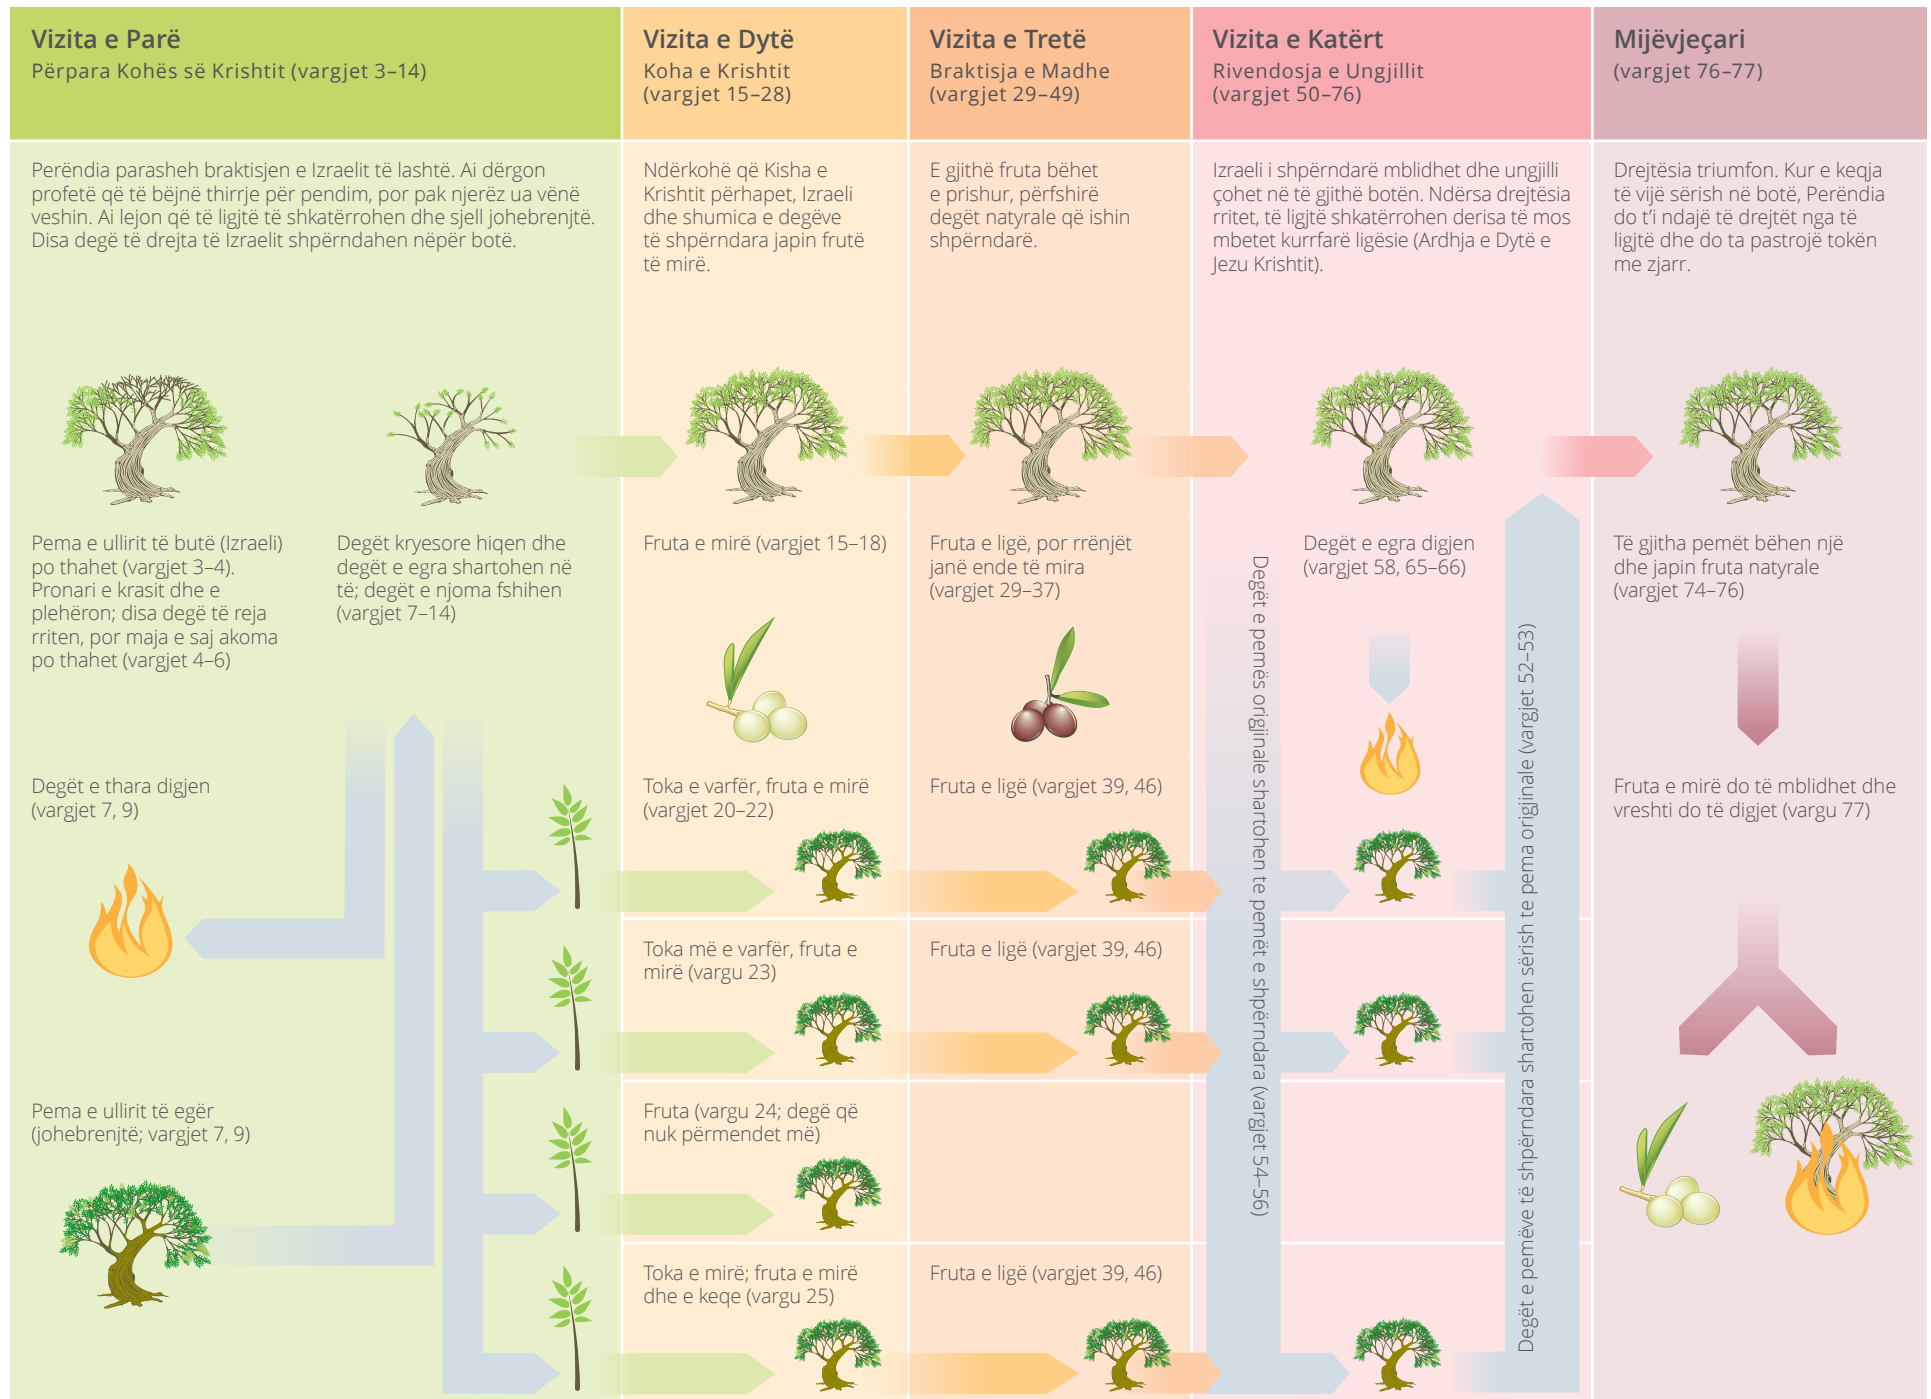 Vizita e Parë
Përpara Kohës së Krishtit (vargjet 3–14)
Vizita e Dytë
Koha e Krishtit
(vargjet 15–28)
Vizita e Tretë
Braktisja e Madhe
(vargjet 29–49)
Vizita e Katërt
Rivendosja e Ungjillit
(vargjet 50–76)
Mijëvjeçari
(vargjet 76–77)
Perëndia parasheh braktisjen e Izraelit të lashtë. Ai dërgon
profetë që të bëjnë thirrje për pendim, por pak njerëz ua vënë
veshin. Ai lejon që të ligjtë të shkatërrohen dhe sjell johebrenjtë.
Disa degë të drejta të Izraelit shpërndahen nëpër botë.
Ndërkohë që Kisha e
Krishtit përhapet, Izraeli
dhe shumica e degëve
të shpërndara japin frutë
të mirë.
E gjithë fruta bëhet
e prishur, përfshirë
degët natyrale që ishin
shpërndarë.
Izraeli i shpërndarë mblidhet dhe ungjilli
çohet në të gjithë botën. Ndërsa drejtësia
rritet, të ligjtë shkatërrohen derisa të mos
mbetet kurrfarë ligësie (Ardhja e Dytë e
Jezu Krishtit).
Drejtësia triumfon. Kur e keqja
të vijë sërish në botë, Perëndia
do t'i ndajë të drejtët nga të
ligjtë dhe do ta pastrojë tokën
me zjarr.
Pema e ullirit të butë (Izraeli)
po thahet (vargjet 3–4).
Pronari e krasit dhe e
plehëron; disa degë të reja
rriten, por maja e saj akoma
po thahet (vargjet 4–6)
Degët kryesore hiqen dhe
degët e egra shartohen në
të; degët e njoma fshihen
(vargjet 7–14)
Fruta e mirë (vargjet 15–18)
Fruta e ligë, por rrënjët
janë ende të mira
(vargjet 29–37)
Degët e egra digjen
(vargjet 58, 65–66)
Të gjitha pemët bëhen një
dhe japin fruta natyrale
(vargjet 74–76)
Degët e pemës origjinale shartohen te pemët e shpërndara (vargjet 54–56)
Degët e pemëve të shpërndara shartohen sërish te pema origjinale (vargjet 52–53)
Degët e thara digjen
(vargjet 7, 9)
Toka e varfër, fruta e mirë
(vargjet 20–22)
Fruta e ligë (vargjet 39, 46)
Fruta e mirë do të mblidhet dhe
vreshti do të digjet (vargu 77)
Toka më e varfër, fruta e
mirë (vargu 23)
Fruta e ligë (vargjet 39, 46)
Pema e ullirit të egër
(johebrenjtë; vargjet 7, 9)
Fruta (vargu 24; degë që
nuk përmendet më)
Toka e mirë; fruta e mirë
dhe e keqe (vargu 25)
Fruta e ligë (vargjet 39, 46)